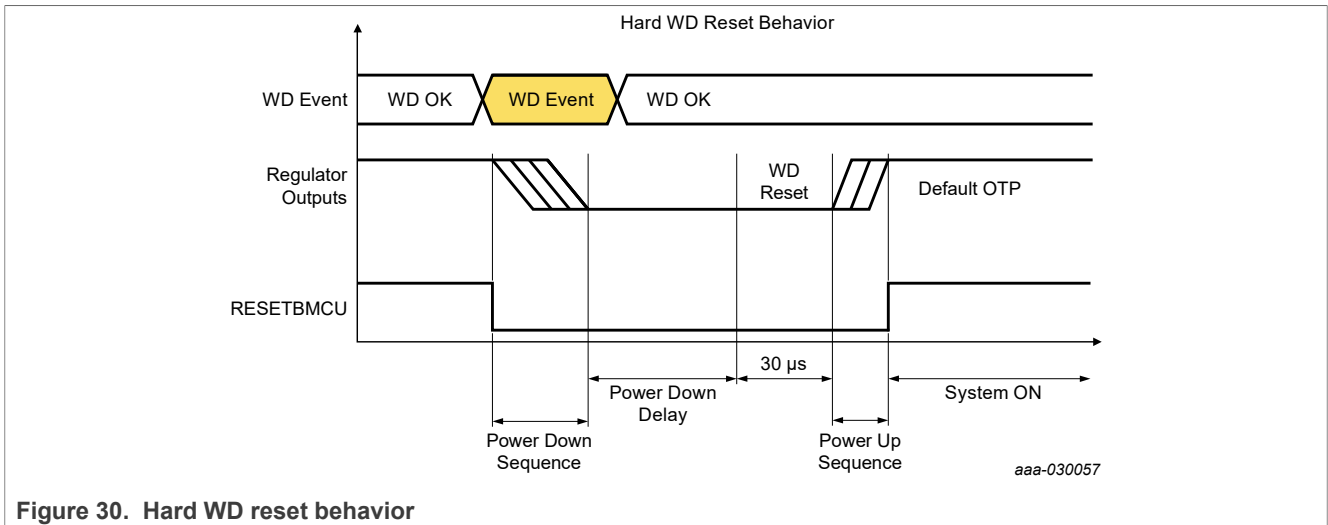 Hard WD Reset Behavior
WD Event
WD OK
WD Event
WD OK
Regulator
Outputs
WD
Reset
Default OTP
RESETBMCU
30 µs
Power Down
Delay
System ON
Power Down
Sequence
Power Up
Sequence
aaa-030057
Figure 30. Hard WD reset behavior